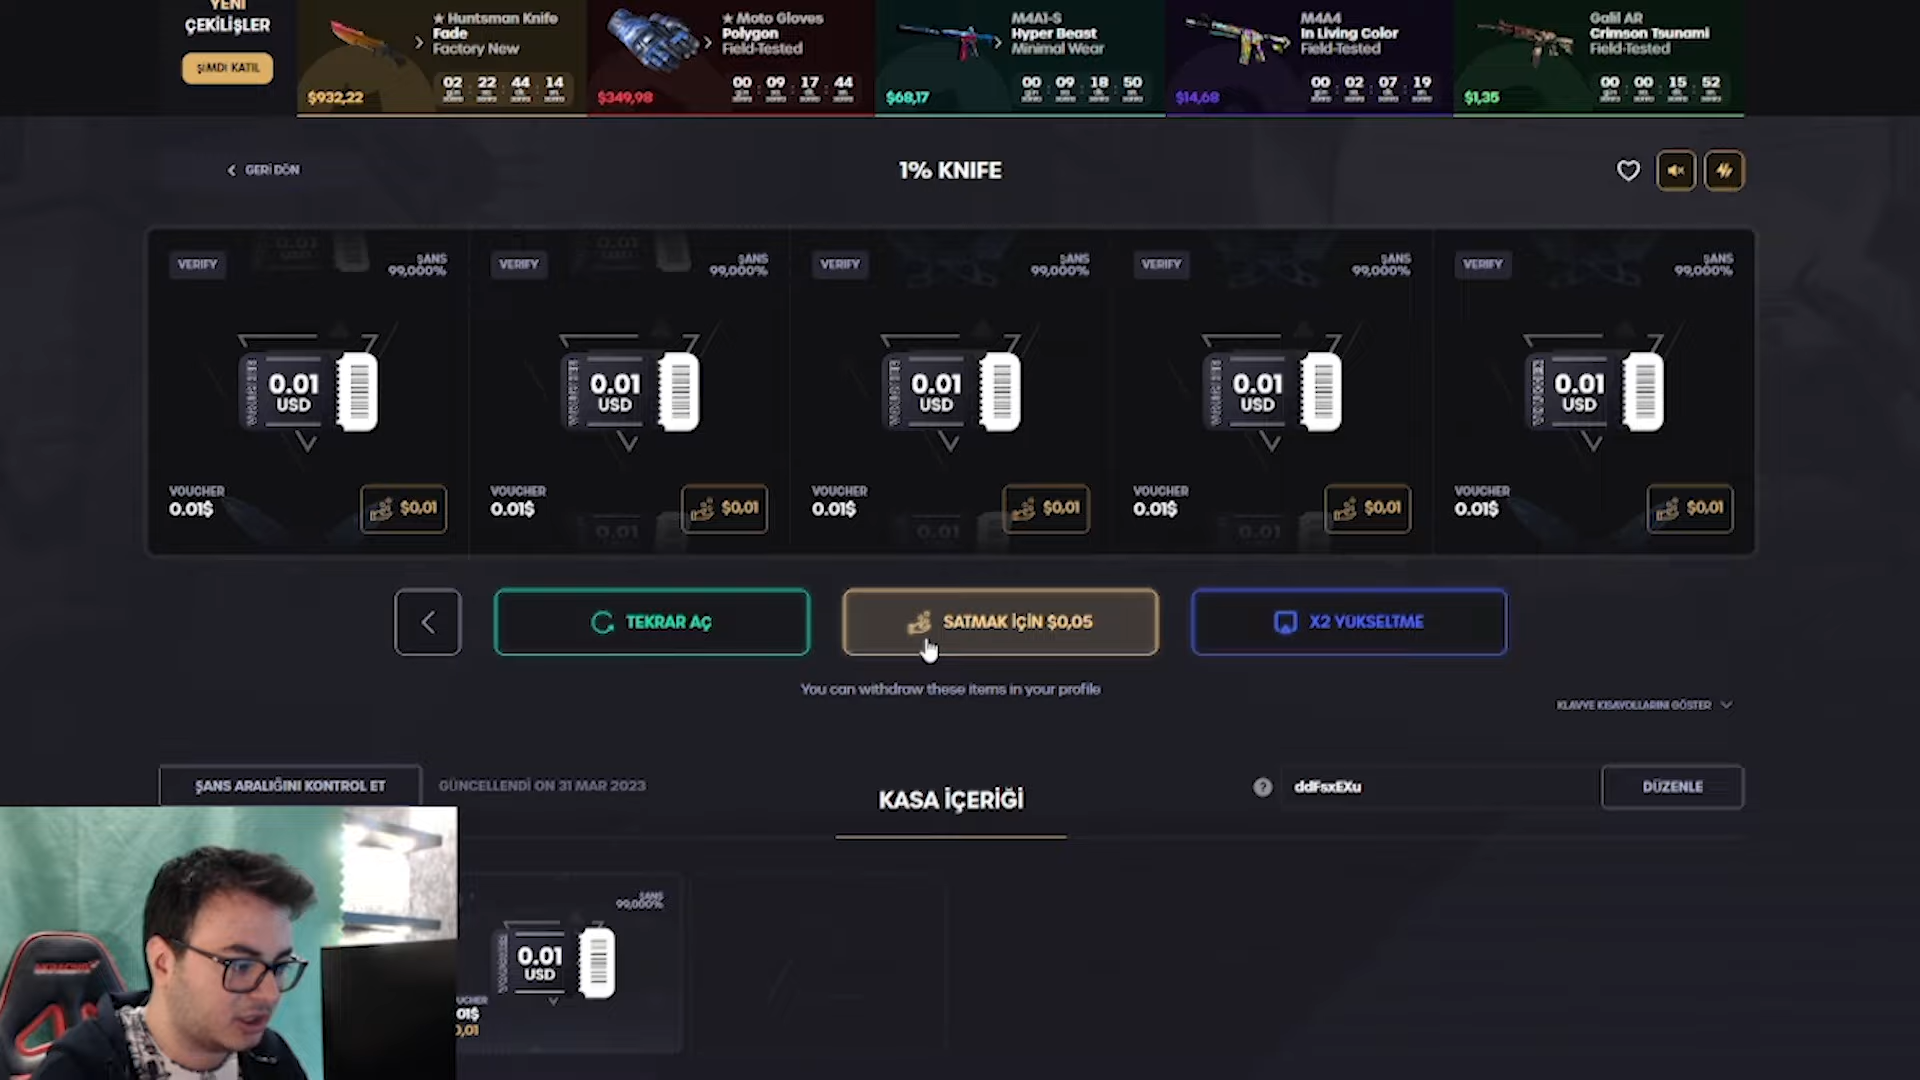 YENİ
ÇEKİLİŞLER
ŞİMDİ KATIL
★ Huntsman Knife
Fade
Factory New
$932,22
02 : 22 : 44 : 14
★ Moto Gloves
Polygon
Field-Tested
$349,98
00 : 09 : 17 : 44
M4A1-S
Hyper Beast
Minimal Wear
$68,17
00 : 09 : 18 : 50
M4A4
In Living Color
Field-Tested
$14,68
00 : 02 : 07 : 19
Galil AR
Crimson Tsunami
Field-Tested
$1,35
00 : 00 : 15 : 52
GERİ DÖN
1% KNIFE
VERIFY
ŞANS
99,000%
0.01
USD
VOUCHER
0.01$
$0,01
VERIFY
ŞANS
99,000%
0.01
USD
VOUCHER
0.01$
$0,01
VERIFY
ŞANS
99,000%
0.01
USD
VOUCHER
0.01$
$0,01
VERIFY
ŞANS
99,000%
0.01
USD
VOUCHER
0.01$
$0,01
VERIFY
ŞANS
99,000%
VOUCHER
0.01
USD
VOUCHER
0.01$
$0,01
TEKRAR AÇ
SATMAK İÇİN $0,05
X2 YÜKSELTME
You can withdraw these items in your profile
KLAVYE KISAYOLLARINI GÖSTER
ŞANS ARALIĞINI KONTROL ET
GÜNCELLENDİ ON 31 MAR 2023
KASA İÇERİĞİ
? ddFsxEXu
DÜZENLE
ŞANS
99,000%
0.01
USD
UCHER
01$
0,01